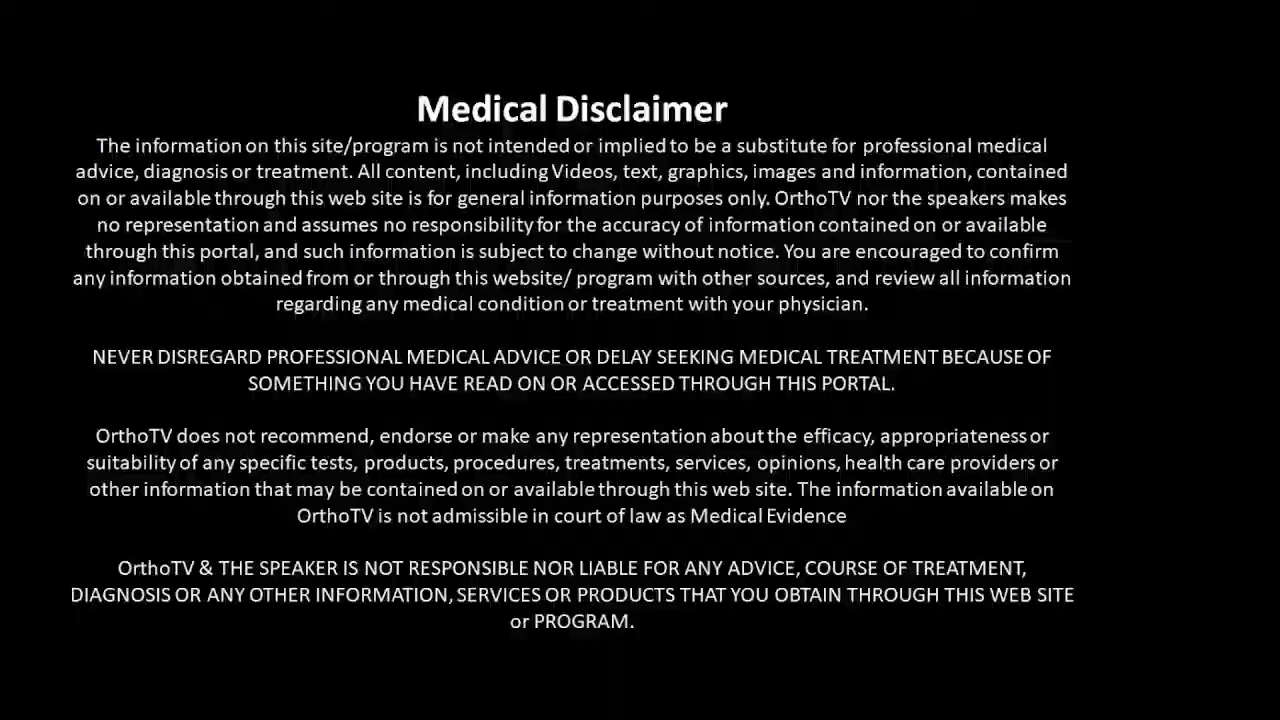 Medical Disclaimer
The information on this site/program is not intended or implied to be a substitute for professional medical
advice, diagnosis or treatment. All content, including Videos, text, graphics, images and information, contained
on or available through this web site is for general information purposes only. OrthoTV nor the speakers makes
no representation and assumes no responsibility for the accuracy of information contained on or available
through this portal, and such information is subject to change without notice. You are encouraged to confirm
any information obtained from or through this website/ program with other sources, and review all information
regarding any medical condition or treatment with your physician.
NEVER DISREGARD PROFESSIONAL MEDICAL ADVICE OR DELAY SEEKING MEDICAL TREATMENT BECAUSE OF
SOMETHING YOU HAVE READ ON OR ACCESSED THROUGH THIS PORTAL.
OrthoTV does not recommend, endorse or make any representation about the efficacy, appropriateness or
suitability of any specific tests, products, procedures, treatments, services, opinions, health care providers or
other information that may be contained on or available through this web site. The information available on
OrthoTV is not admissible in court of law as Medical Evidence
OrthoTV & THE SPEAKER IS NOT RESPONSIBLE NOR LIABLE FOR ANY ADVICE, COURSE OF TREATMENT,
DIAGNOSIS OR ANY OTHER INFORMATION, SERVICES OR PRODUCTS THAT YOU OBTAIN THROUGH THIS WEB SITE
or PROGRAM.